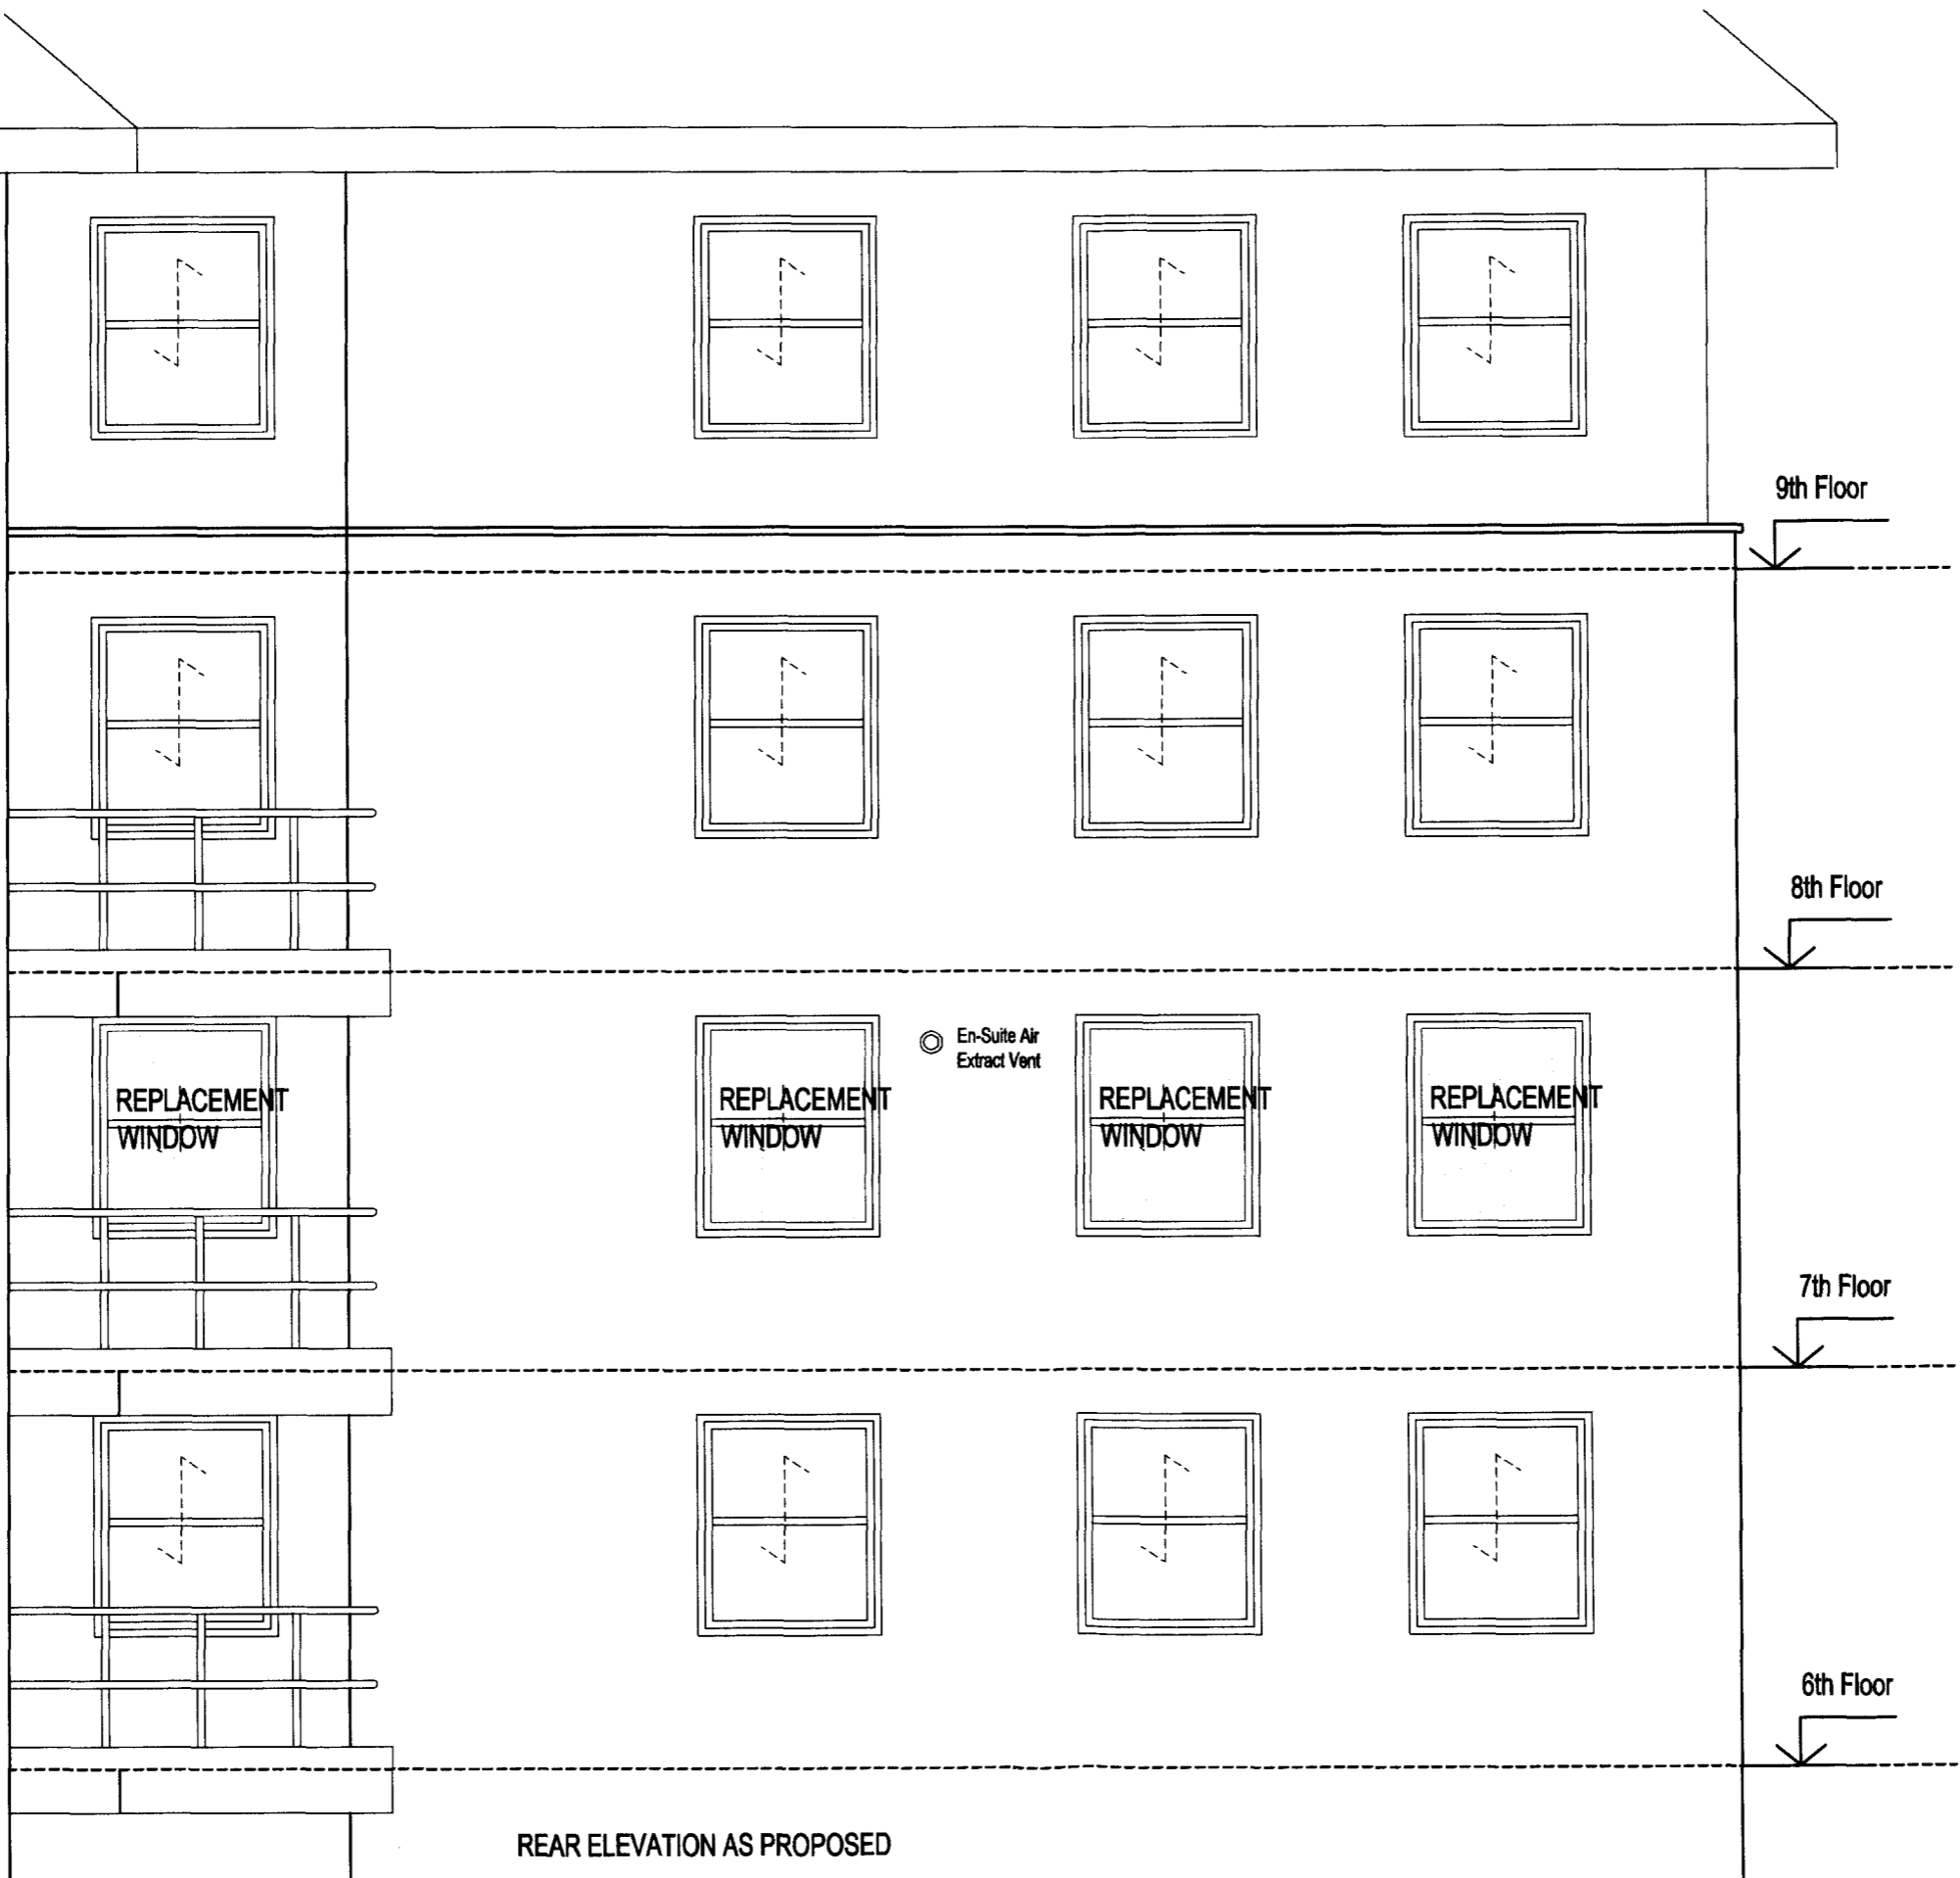 9th Floor
8th Floor
En-Suite Air
Extract Vent
REPLACEMENT
WINDOW
REPLACEMENT
WINDOW
REPLACEMENT
WINDOW
REPLACEMENT
WINDOW
7th Floor
6th Floor
REAR ELEVATION AS PROPOSED